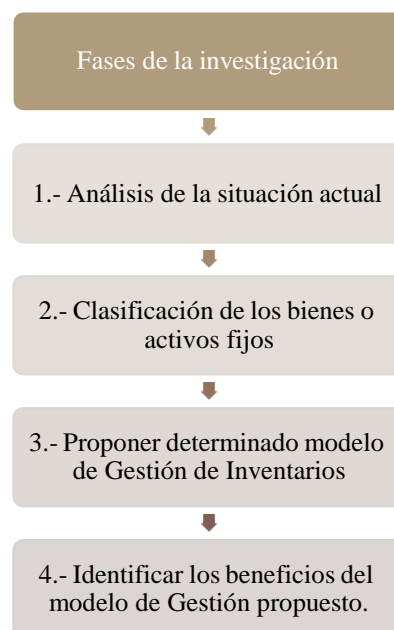 Fases de la investigación
1.- Análisis de la situación actual
2.- Clasificación de los bienes o
activos fijos
3.- Proponer determinado modelo
de Gestión de Inventarios
4.- Identificar los beneficios del
modelo de Gestión propuesto.